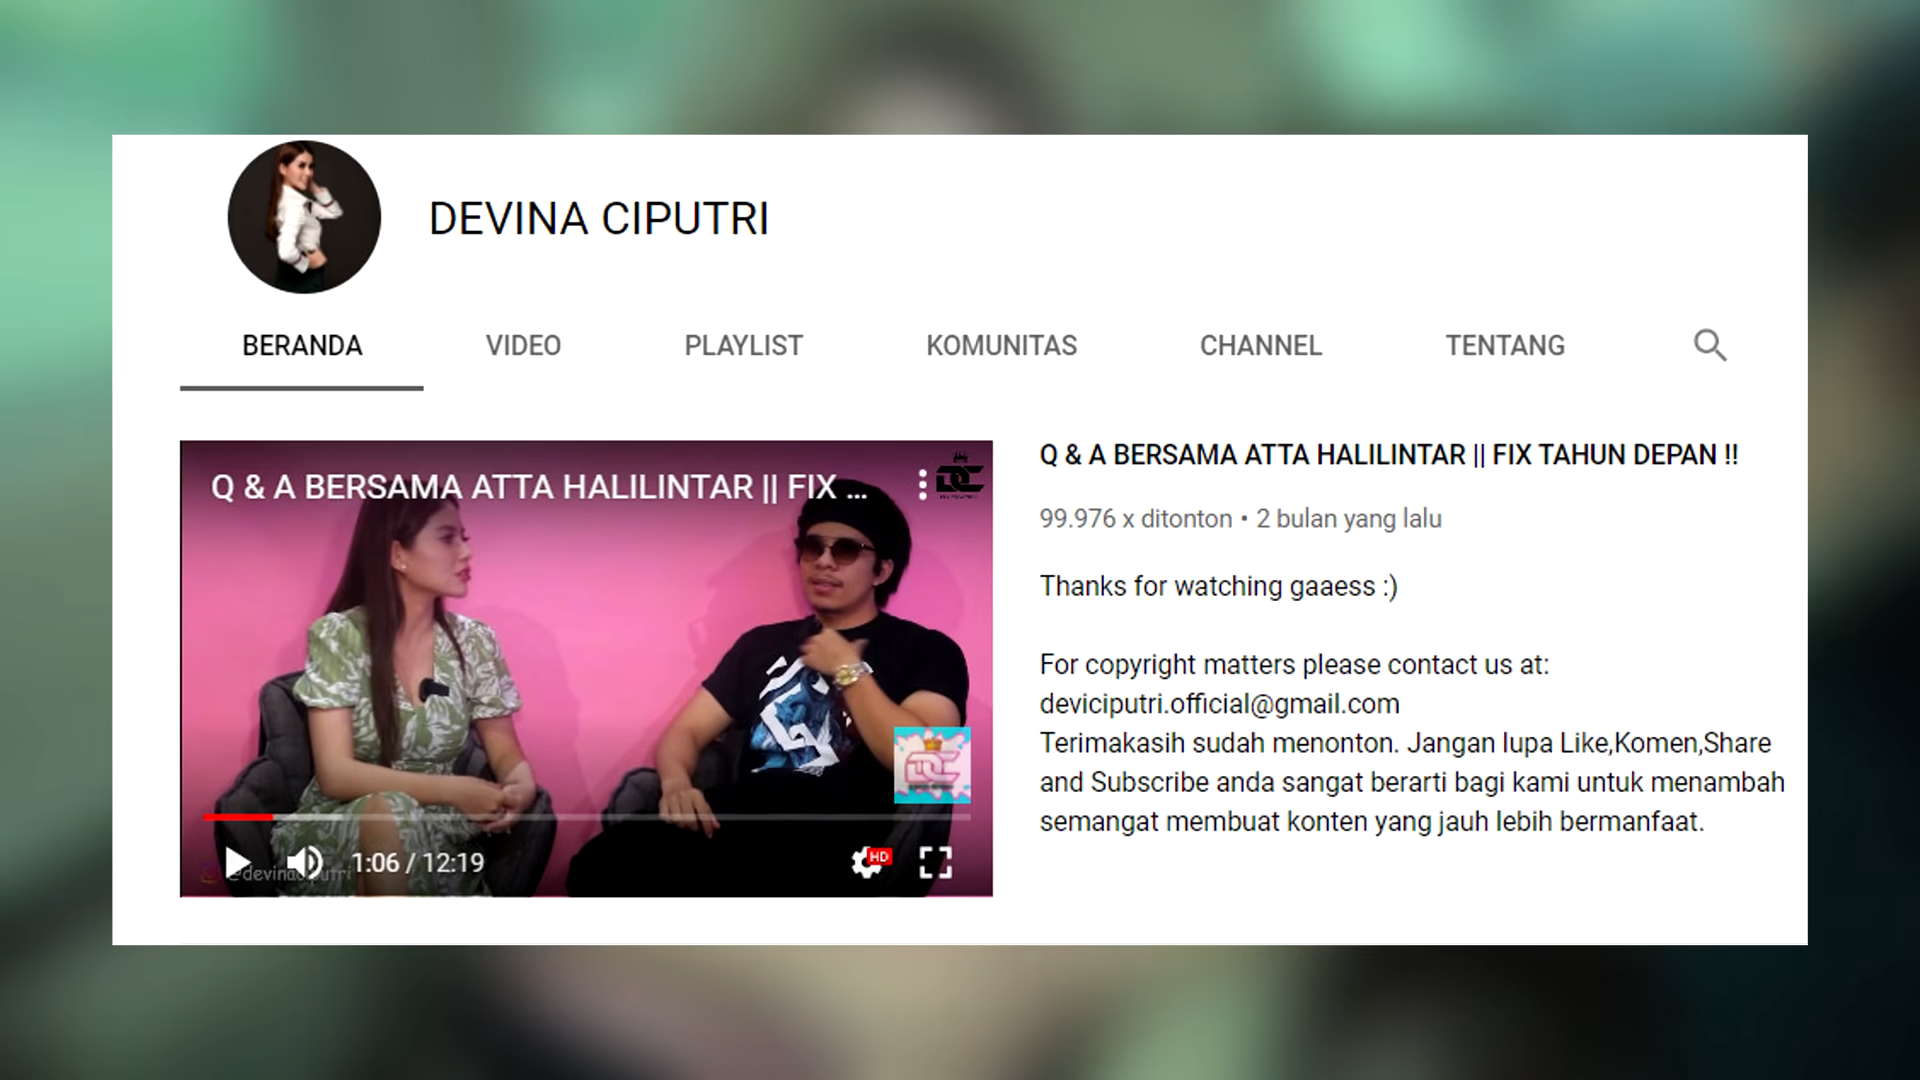 DEVINA CIPUTRI
BERANDA VIDEO PLAYLIST KOMUNITAS CHANNEL TENTANG
Q & A BERSAMA ATTA HALILINTAR || FIX ...
DC
DC
1:06 / 12:19
HD
Q & A BERSAMA ATTA HALILINTAR || FIX TAHUN DEPAN !!
99.976 x ditonton • 2 bulan yang lalu
Thanks for watching gaaess :)
For copyright matters please contact us at:
deviciputri.official@gmail.com
Terimakasih sudah menonton. Jangan lupa Like,Komen,Share
and Subscribe anda sangat berarti bagi kami untuk menambah
semangat membuat konten yang jauh lebih bermanfaat.